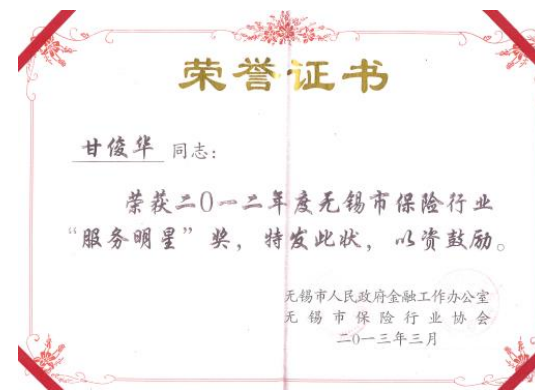 荣誉证书
甘俊华 同志：
荣获二〇一二年度无锡市保险行业
“服务明星”奖，特发此状，以资鼓励。
无锡市人民政府金融工作办公室
无锡市保险行业协会
二〇一三年三月